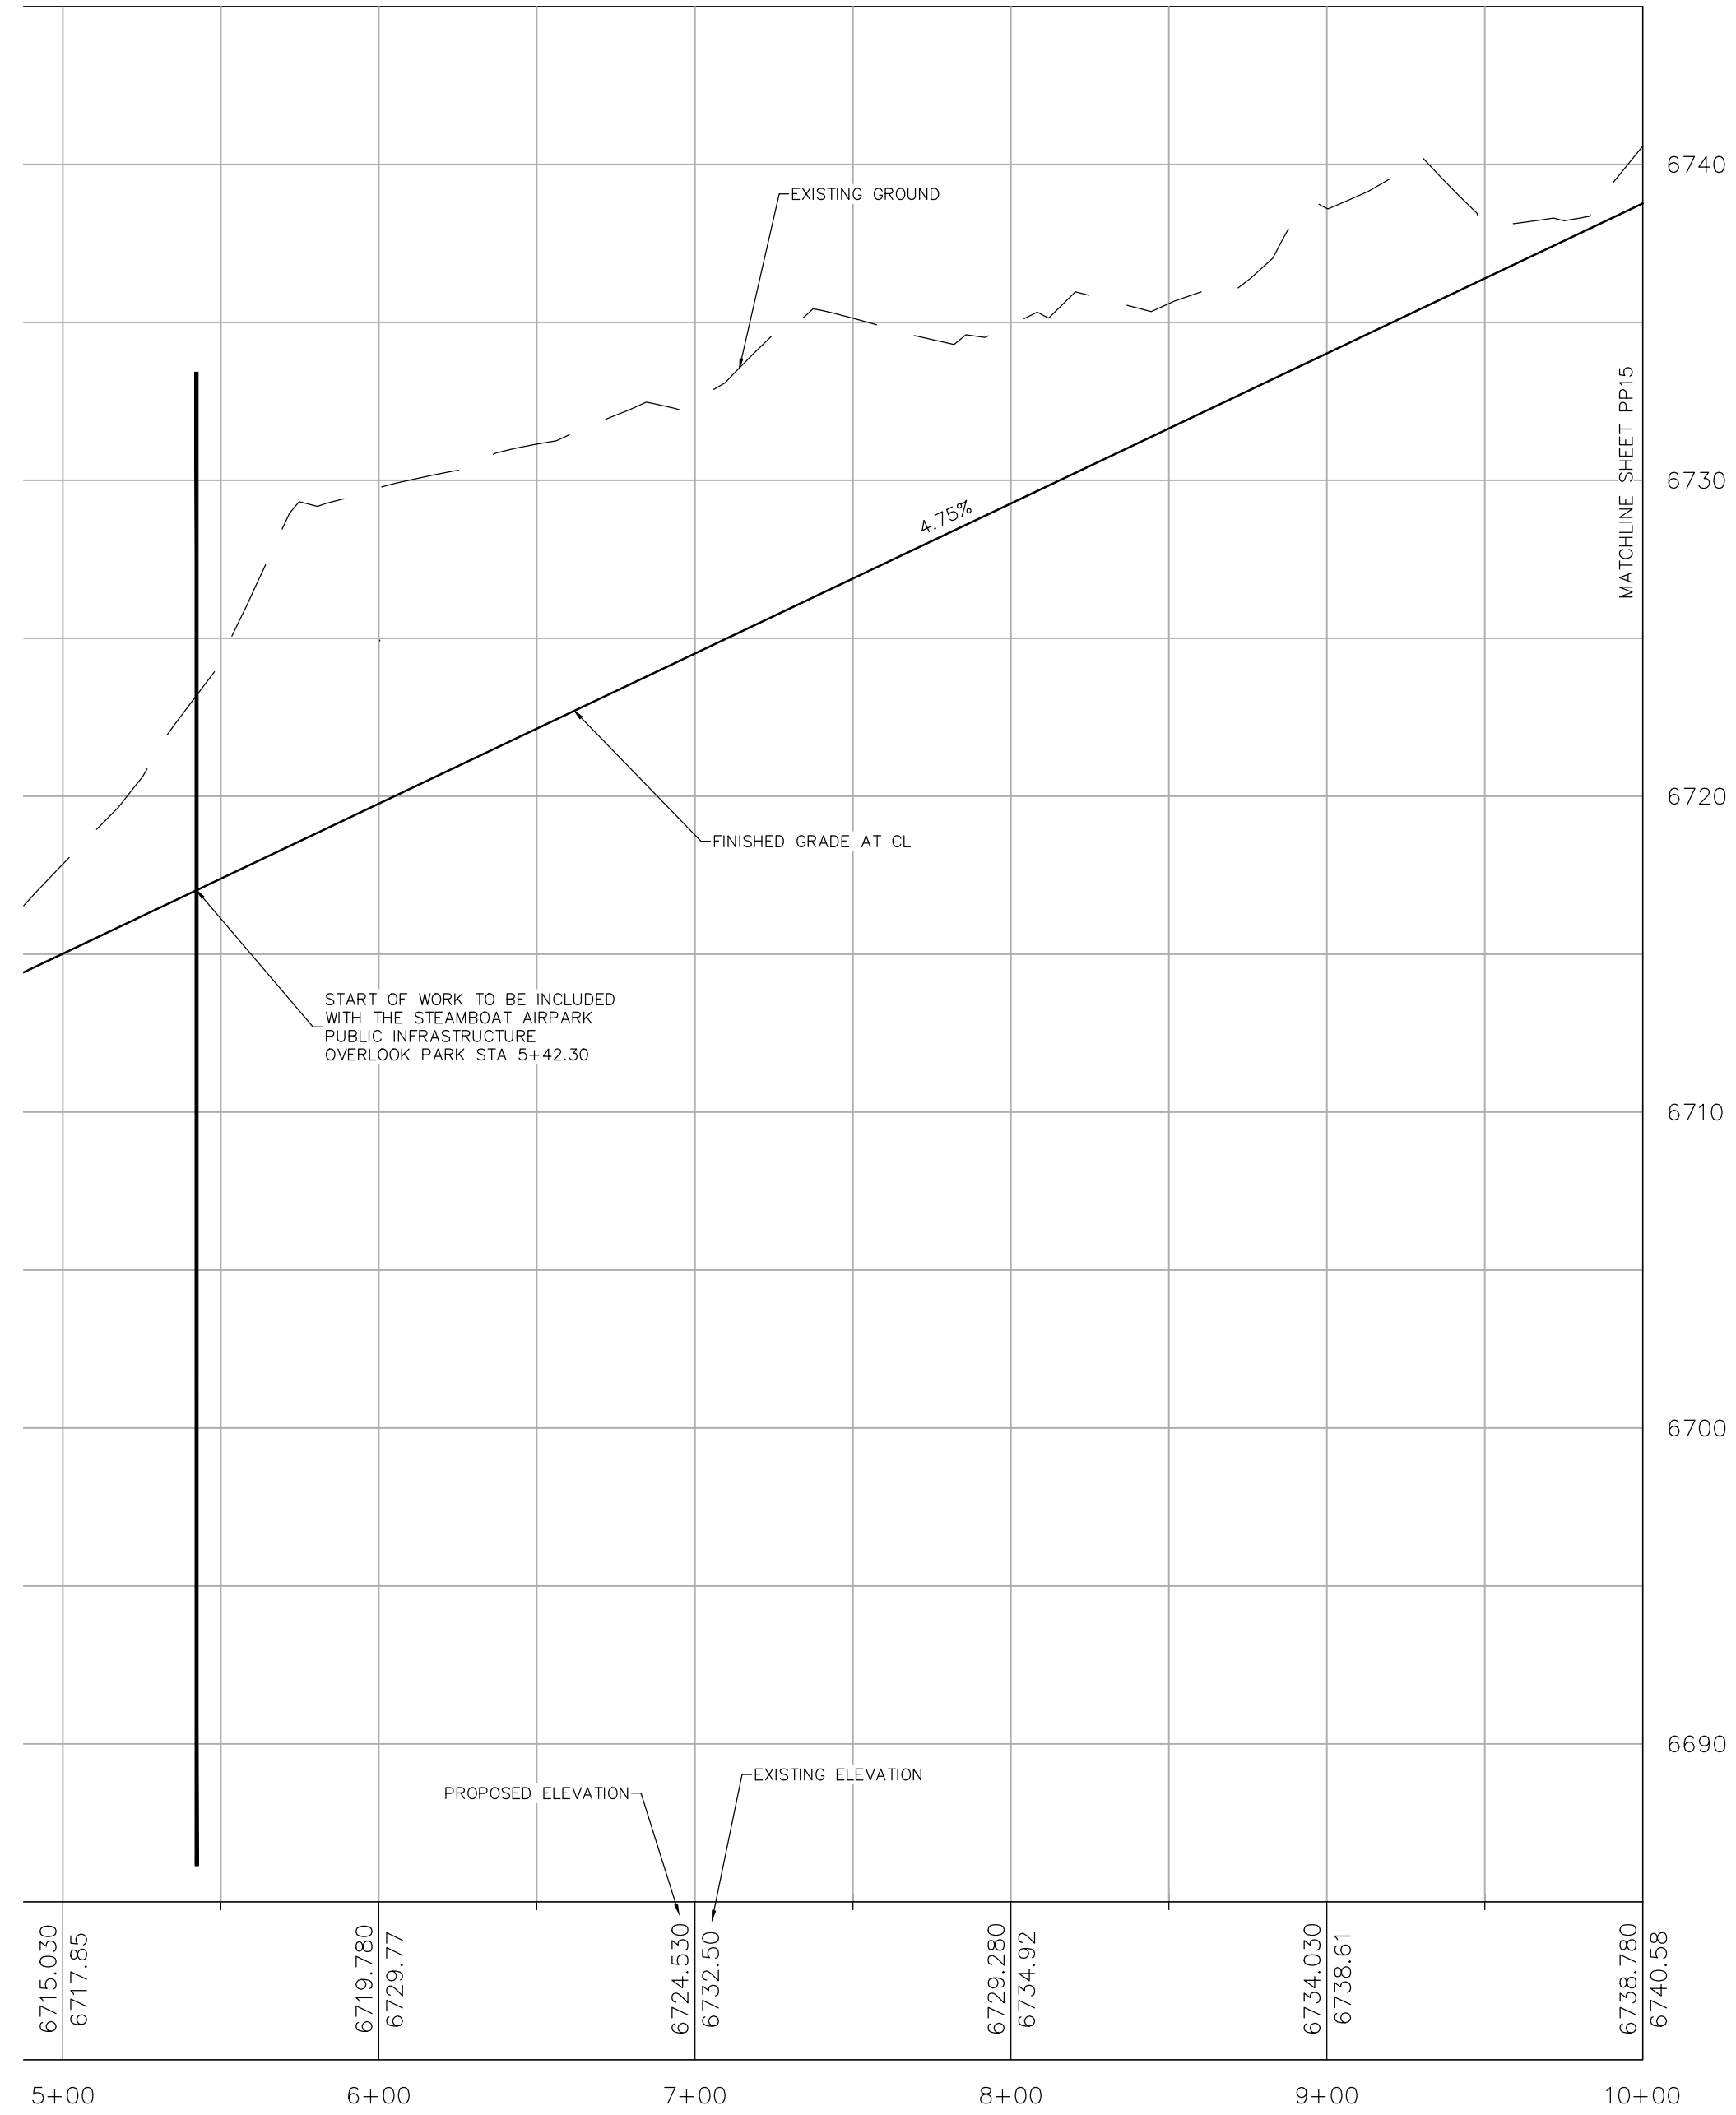 6740
EXISTING GROUND
MATCHLINE SHEET PP15
6730
4.75%
6720
FINISHED GRADE AT CL
START OF WORK TO BE INCLUDED
WITH THE STEAMBOAT AIRPARK
PUBLIC INFRASTRUCTURE
OVERLOOK PARK STA 5+42.30
6710
6700
6690
EXISTING ELEVATION
PROPOSED ELEVATION
6715.030
6717.85
6719.780
6729.77
6724.530
6732.50
6729.280
6734.92
6734.030
6738.61
6738.780
6740.58
5+00
6+00
7+00
8+00
9+00
10+00